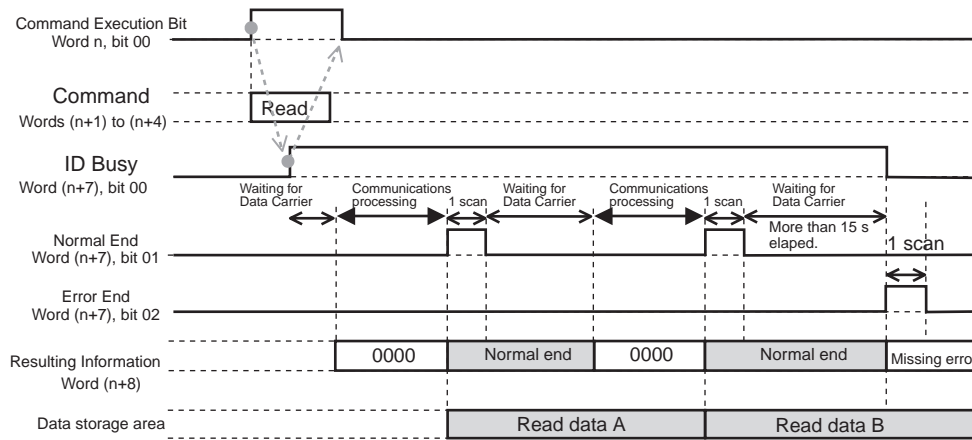 Command Execution Bit
Word n, bit 00
Command
Words (n+1) to (n+4)
Read
ID Busy
Word (n+7), bit 00
Waiting for
Data Carrier
Communications
processing
1 scan
Waiting for
Data Carrier
Communications
processing
1 scan
Waiting for
Data Carrier
More than 15 s
elaped.
1 scan
Normal End
Word (n+7), bit 01
Error End
Word (n+7), bit 02
Resulting Information
Word (n+8)
0000
Normal end
0000
Normal end
Missing erro
Data storage area
Read data A
Read data B